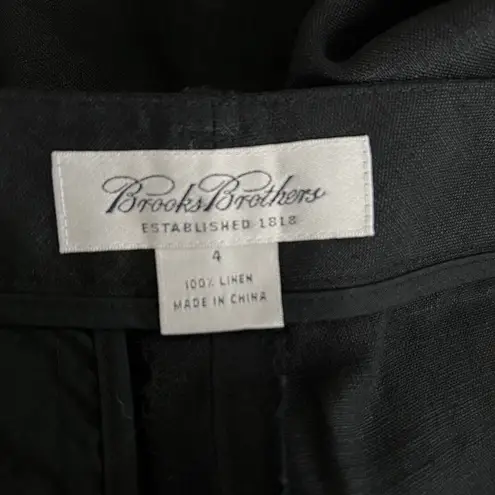 Brooks Brothers
ESTABLISHED 1818
4
100% LINEN
MADE IN CHINA